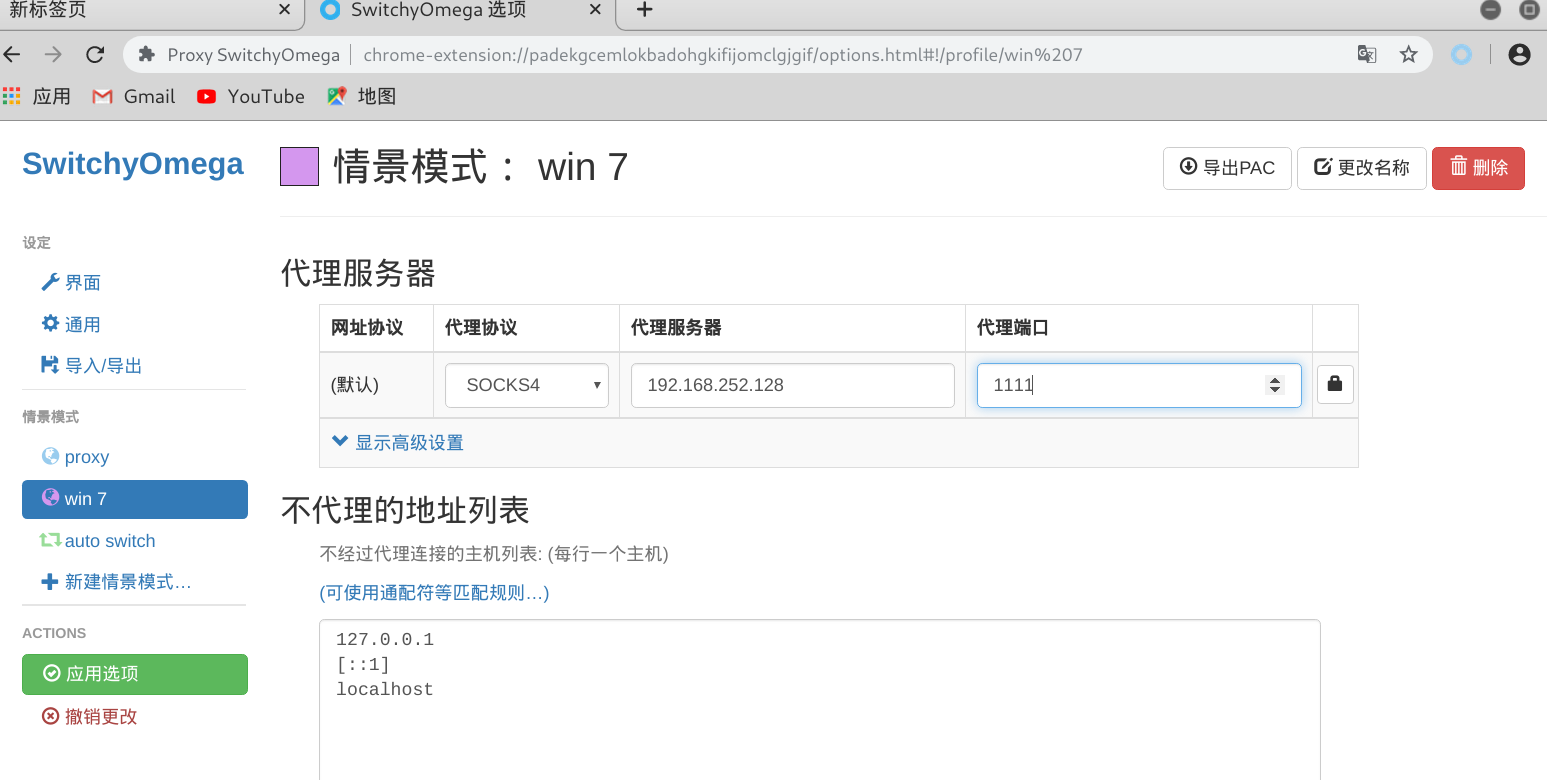 新标签页 ✕ SwitchyOmega 选项 ✕ +
Proxy SwitchyOmega | chrome-extension://padekgcemlokbadohgkifijomclgjgif/options.html#!/profile/win%207
应用 Gmail YouTube 地图
SwitchyOmega
情景模式 ： win 7
导出PAC 更改名称 删除
设定
界面
通用
导入/导出
情景模式
proxy
win 7
auto switch
新建情景模式…
ACTIONS
应用选项
撤销更改
代理服务器
网址协议 代理协议 代理服务器 代理端口
(默认) SOCKS4 192.168.252.128 1111
显示高级设置
不代理的地址列表
不经过代理连接的主机列表: (每行一个主机)
(可使用通配符等匹配规则…)
127.0.0.1
[::1]
localhost